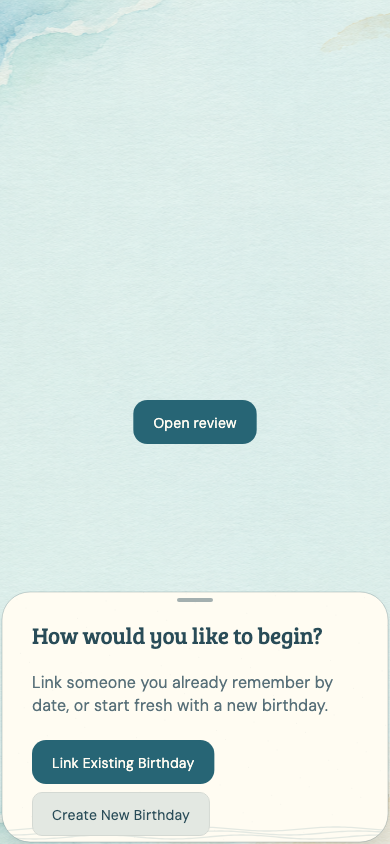 Open review
How would you like to begin?
Link someone you already remember by
date, or start fresh with a new birthday.
Link Existing Birthday
Create New Birthday